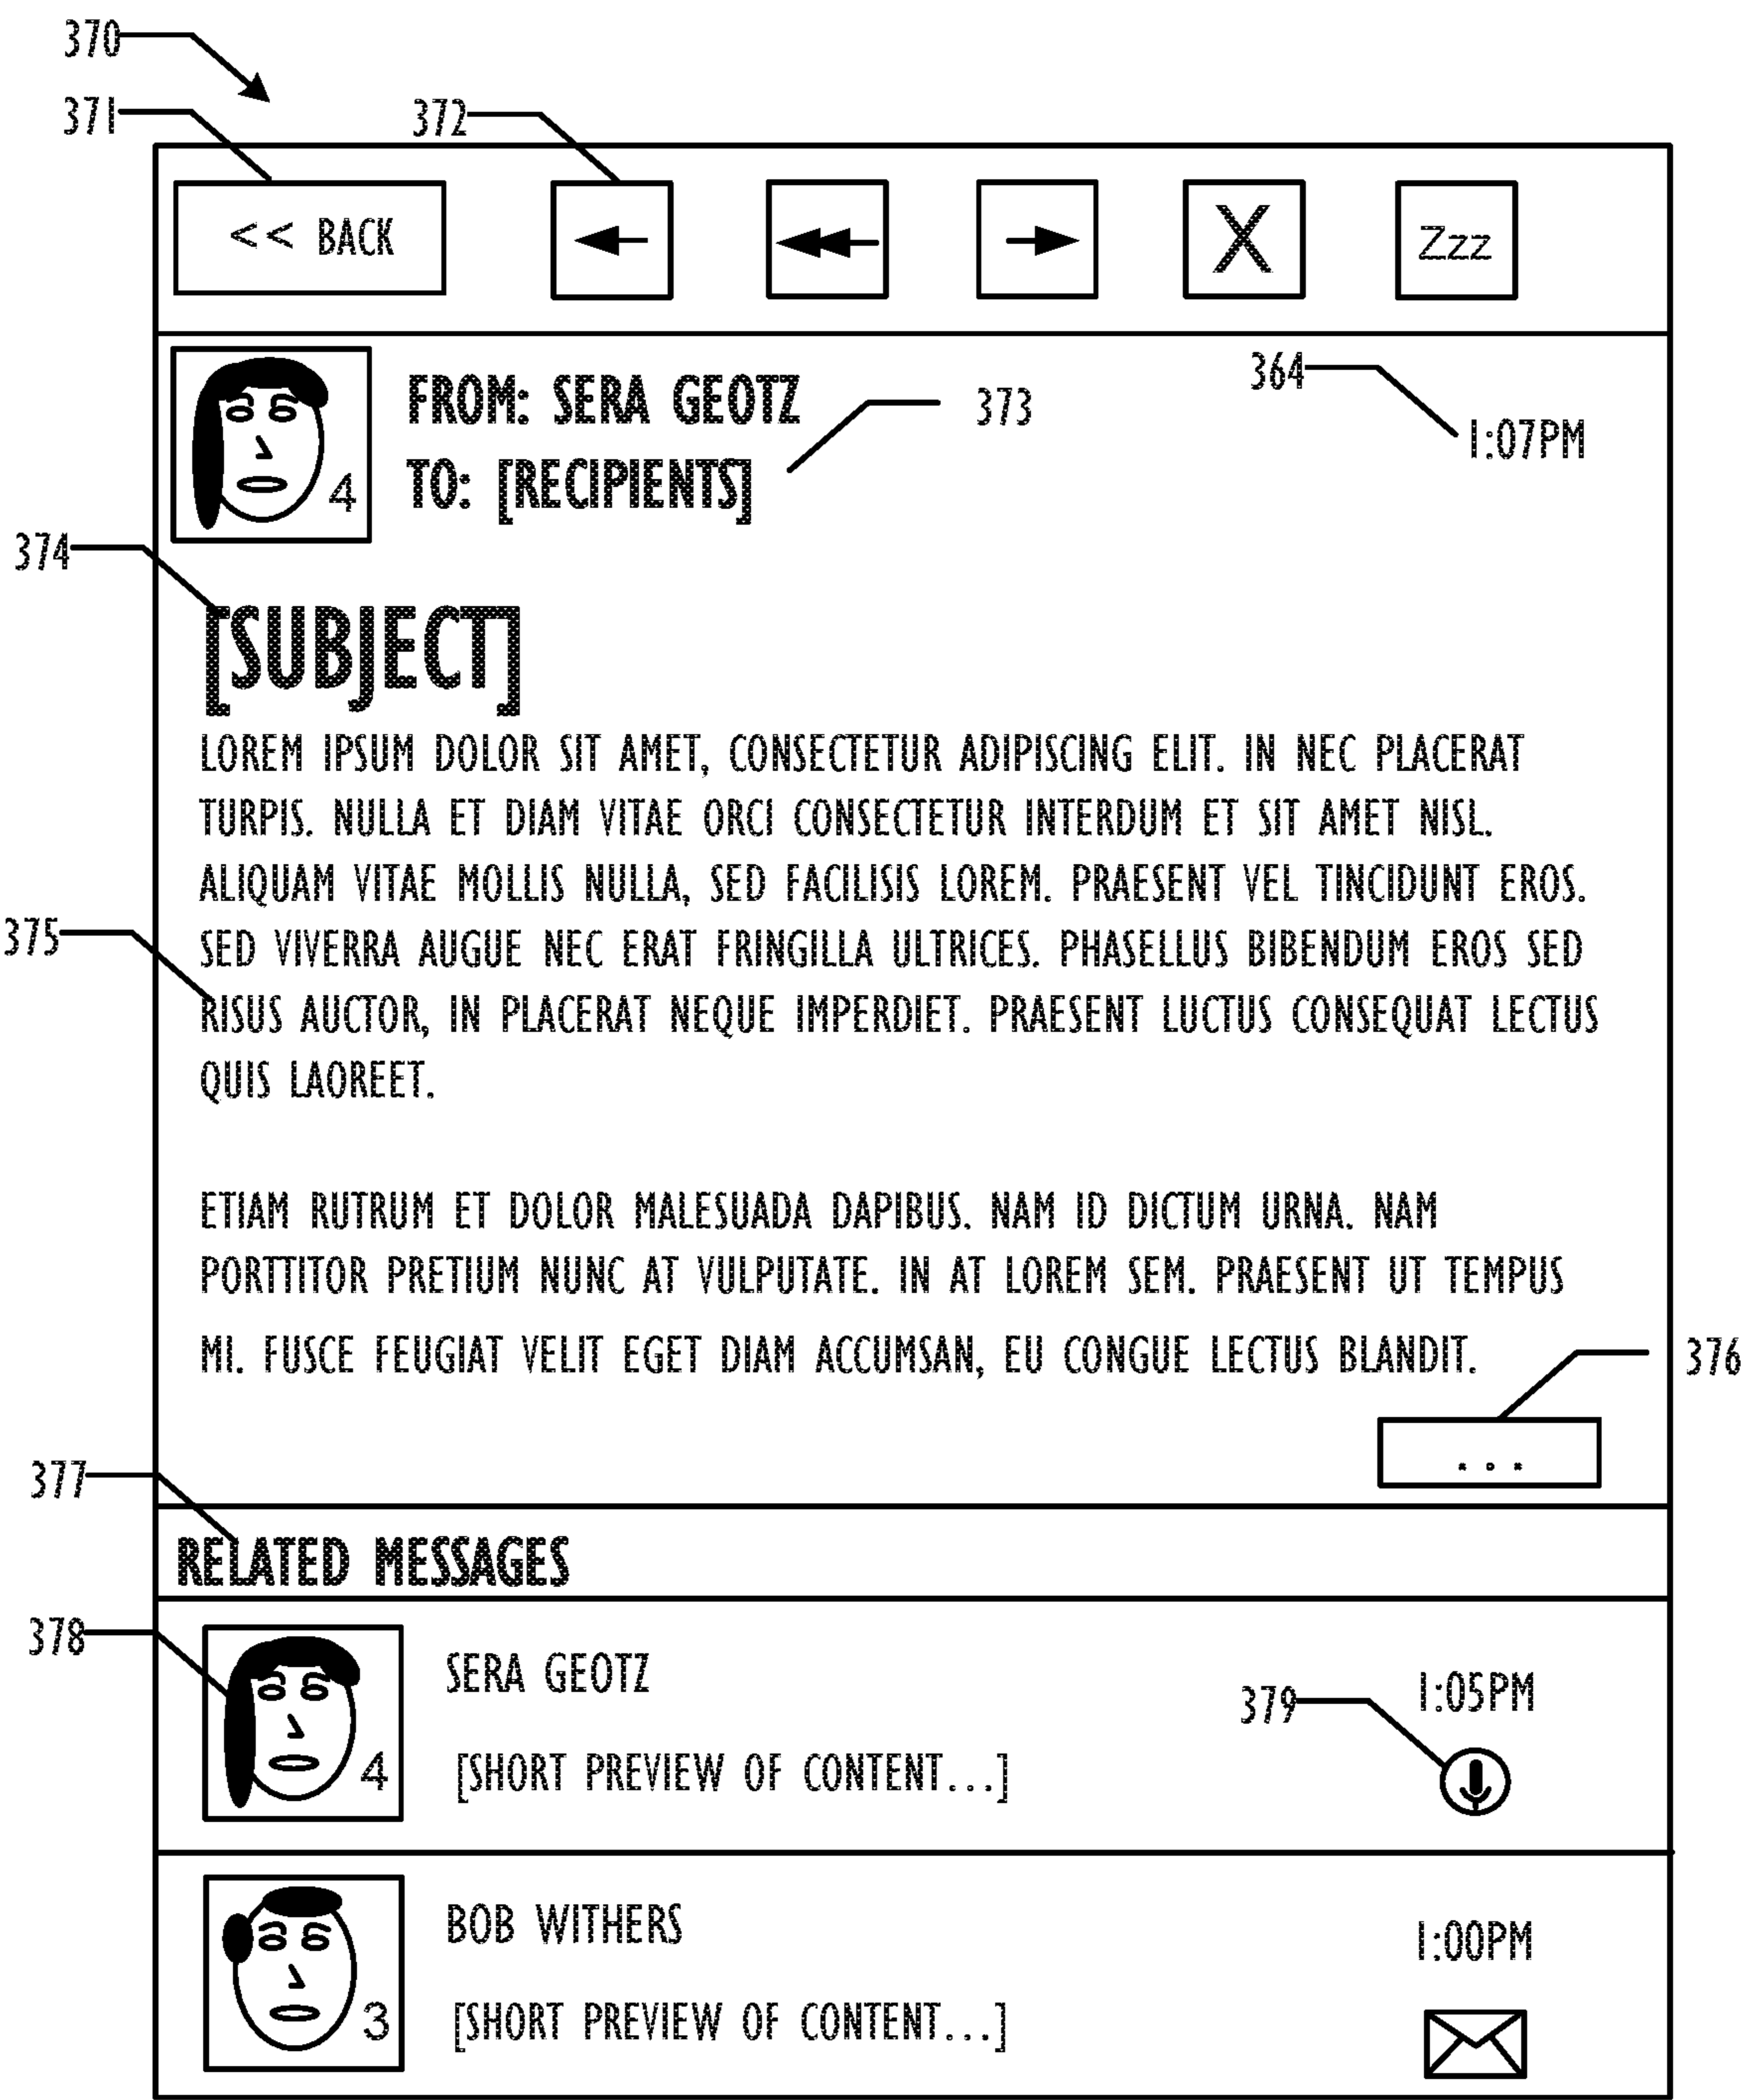 370
371
372
<< BACK
X
Zzz
FROM: SERA GEOTZ
373
364
1:07PM
TO: [RECIPIENTS]
4
374
[SUBJECT]
LOREM IPSUM DOLOR SIT AMET, CONSECTETUR ADIPISCING ELIT. IN NEC PLACERAT
TURPIS. NULLA ET DIAM VITAE ORCI CONSECTETUR INTERDUM ET SIT AMET NISL.
ALIQUAM VITAE MOLLIS NULLA, SED FACILISIS LOREM. PRAESENT VEL TINCIDUNT EROS.
375
SED VIVERRA AUGUE NEC ERAT FRINGILLA ULTRICES. PHASELLUS BIBENDUM EROS SED
RISUS AUCTOR, IN PLACERAT NEQUE IMPERDIET. PRAESENT LUCTUS CONSEQUAT LECTUS
QUIS LAOREET.
ETIAM RUTRUM ET DOLOR MALESUADA DAPIBUS. NAM ID DICTUM URNA. NAM
PORTTITOR PRETIUM NUNC AT VULPUTATE. IN AT LOREM SEM. PRAESENT UT TEMPUS
MI. FUSCE FEUGIAT VELIT EGET DIAM ACCUMSAN, EU CONGUE LECTUS BLANDIT.
376
...
377
RELATED MESSAGES
378
SERA GEOTZ
1:05PM
379
4
[SHORT PREVIEW OF CONTENT...]
BOB WITHERS
1:00PM
3
[SHORT PREVIEW OF CONTENT...]